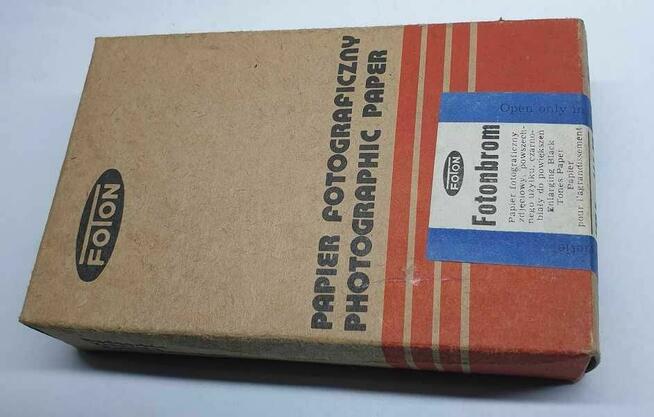 FOTON
PAPIER FOTOGRAFICZNY
PHOTOGRAPHIC PAPER
Open only in
FOTON
Fotonbrom
Papier fotograficzny
zdjęciowy, powszech-
nego użytku, czarno-
biały do powiększeń
Enlarging Black
Tones Paper
Papier
pour l'agrandissement